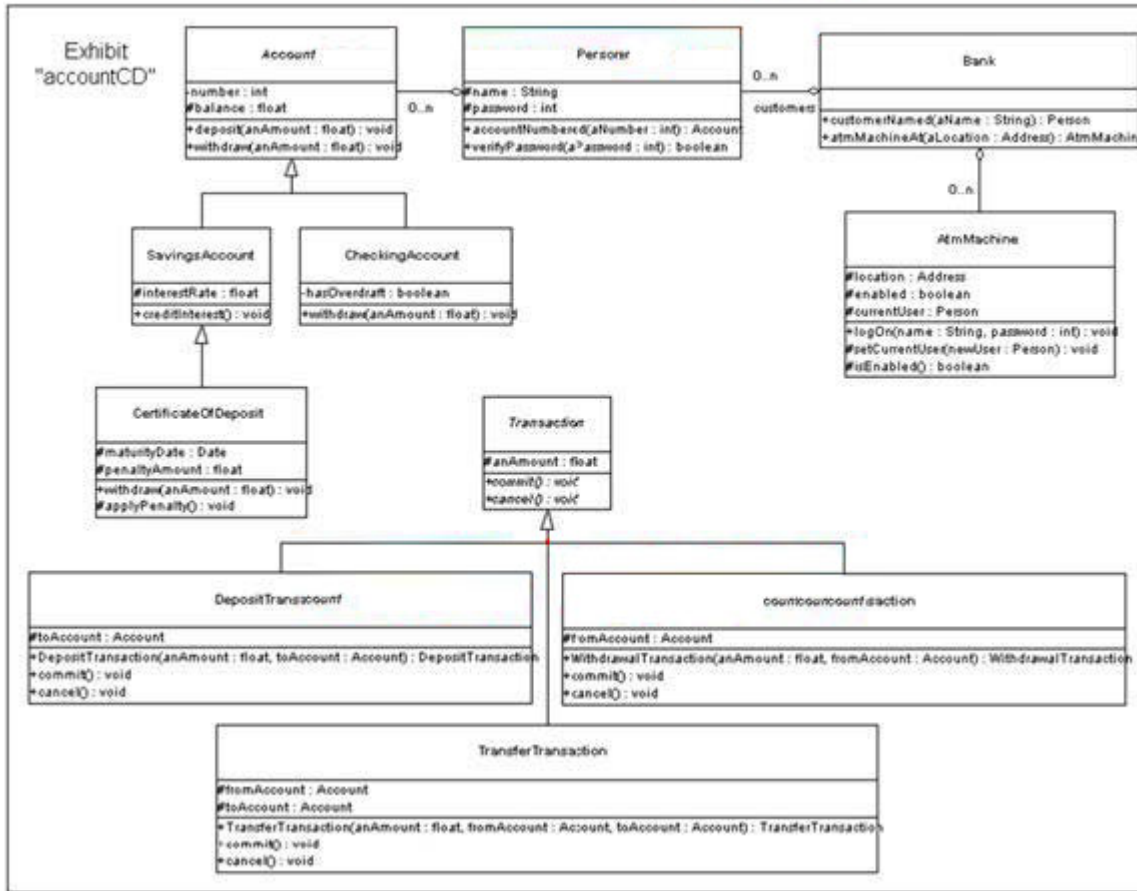 Exhibit
"accountCD"
Account
-number : int
#balance : float
+deposit(anAmount : float) : void
+withdraw(anAmount : float) : void
0..n
Personr
#name : String
#password : int
+accountNumbered(aNumber : int) : Account
+verifyPassword(aPassword : int) : boolean
0..n
customers
Bank
+customerNamed(aName : String) : Person
+atmMachineAt(aLocation : Address) : AtmMachin
0..n
SavingsAccount
#interestRate : float
+creditInterest() : void
CheckingAccount
-hasOverdraft : boolean
+withdraw(anAmount : float) : void
AtmMachine
#location : Address
#enabled : boolean
#currentUser : Person
+logOn(name : String, password : int) : void
#setCurrentUser(newUser : Person) : void
#isEnabled() : boolean
CertificateOfDeposit
#maturityDate : Date
#penaltyAmount : float
+withdraw(anAmount : float) : void
#applyPenalty() : void
Transaction
#anAmount : float
+commit() : void
+cancel() : void
DepositTransaccount
#toAccount : Account
+DepositTransaction(anAmount : float, toAccount : Account) : DepositTransaction
+commit() : void
+cancel() : void
countcouncountsaction
#fromAccount : Account
+WithdrawalTransaction(anAmount : float, fromAccount : Account) : WithdrawalTransaction
+commit() : void
+cancel() : void
TransferTransaction
#fromAccount : Account
#toAccount : Account
+TransferTransaction(anAmount : float, fromAccount : Account, toAccount : Account) : TransferTransaction
+commit() : void
+cancel() : void